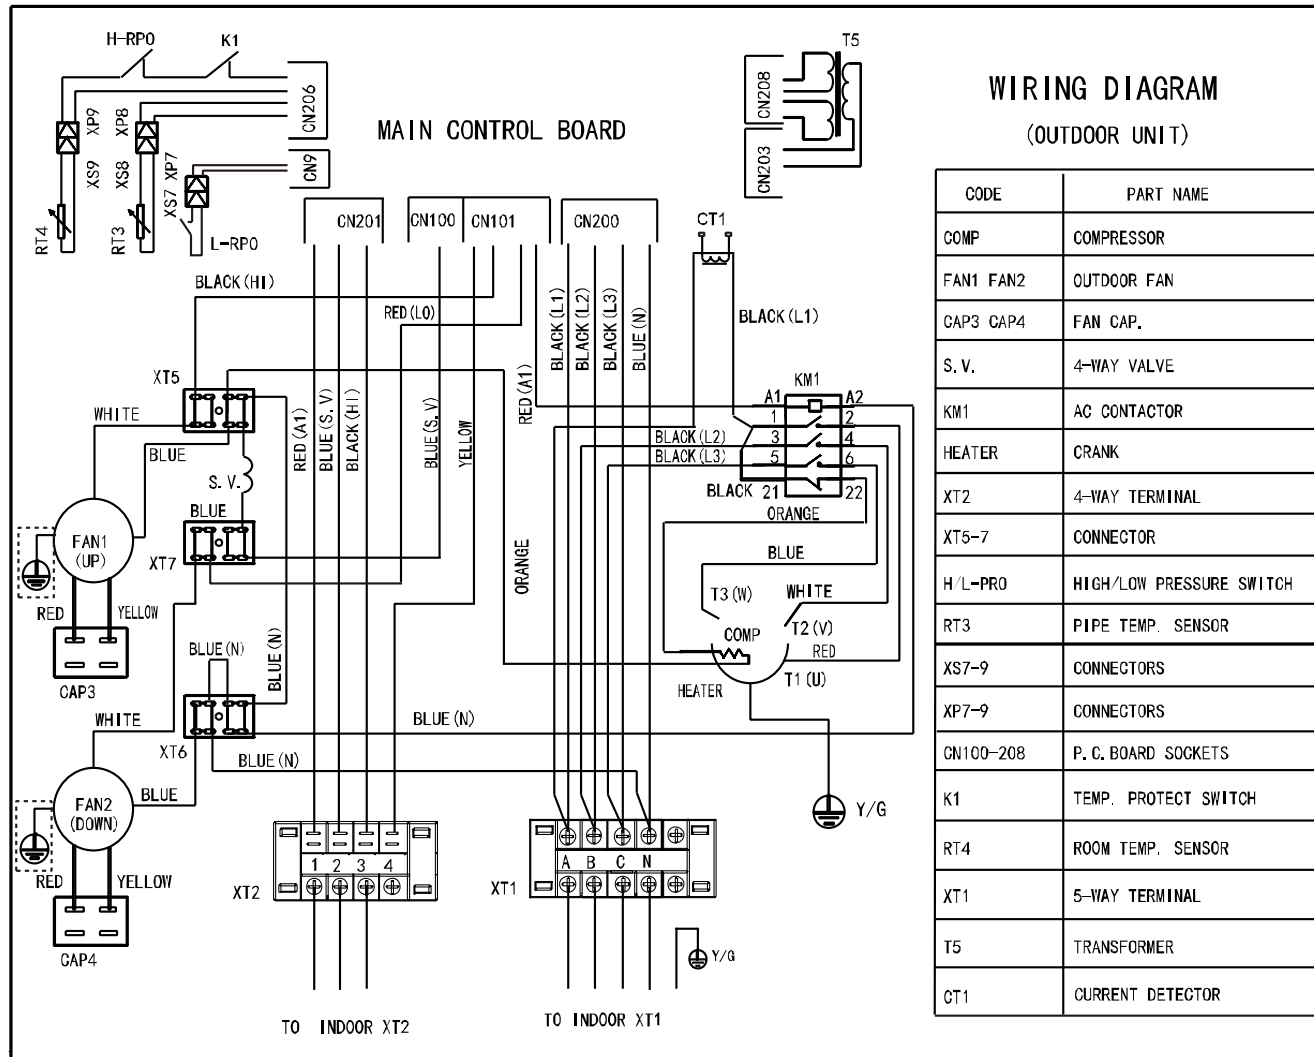 H-RPO
K1
T5
CN206
CN208
XP9
XP8
XS9
XS8
XP7
XS7
CN9
CN203
RT4
RT3
L-RPO
MAIN CONTROL BOARD
CN201
CN100
CN101
CN200
CT1
BLACK(HI)
RED(LO)
BLACK(L1)
BLACK(L2)
BLACK(L3)
BLUE(N)
BLACK(L1)
XT5
WHITE
BLUE
S.V.
RED(A1)
BLUE(S.V)
BLACK(HI)
BLUE(S.V)
YELLOW
RED(A1)
KM1
A1
A2
1
2
BLACK(L2)
3
4
BLACK(L3)
5
6
BLACK
21
22
ORANGE
BLUE
FAN1
(UP)
XT7
ORANGE
BLUE
T3(W)
WHITE
RED
YELLOW
COMP
T2(V)
RED
BLUE(N)
BLUE(N)
CAP3
HEATER
T1(U)
WHITE
BLUE(N)
XT6
BLUE(N)
FAN2
(DOWN)
BLUE
Y/G
RED
YELLOW
1 2 3 4
XT2
A B C N
XT1
CAP4
Y/G
TO INDOOR XT2
TO INDOOR XT1
WIRING DIAGRAM
(OUTDOOR UNIT)
CODE PART NAME
COMP COMPRESSOR
FAN1 FAN2 OUTDOOR FAN
CAP3 CAP4 FAN CAP.
S.V. 4-WAY VALVE
KM1 AC CONTACTOR
HEATER CRANK
XT2 4-WAY TERMINAL
XT5-7 CONNECTOR
H/L-PRO HIGH/LOW PRESSURE SWITCH
RT3 PIPE TEMP. SENSOR
XS7-9 CONNECTORS
XP7-9 CONNECTORS
CN100-208 P.C.BOARD SOCKETS
K1 TEMP. PROTECT SWITCH
RT4 ROOM TEMP. SENSOR
XT1 5-WAY TERMINAL
T5 TRANSFORMER
CT1 CURRENT DETECTOR